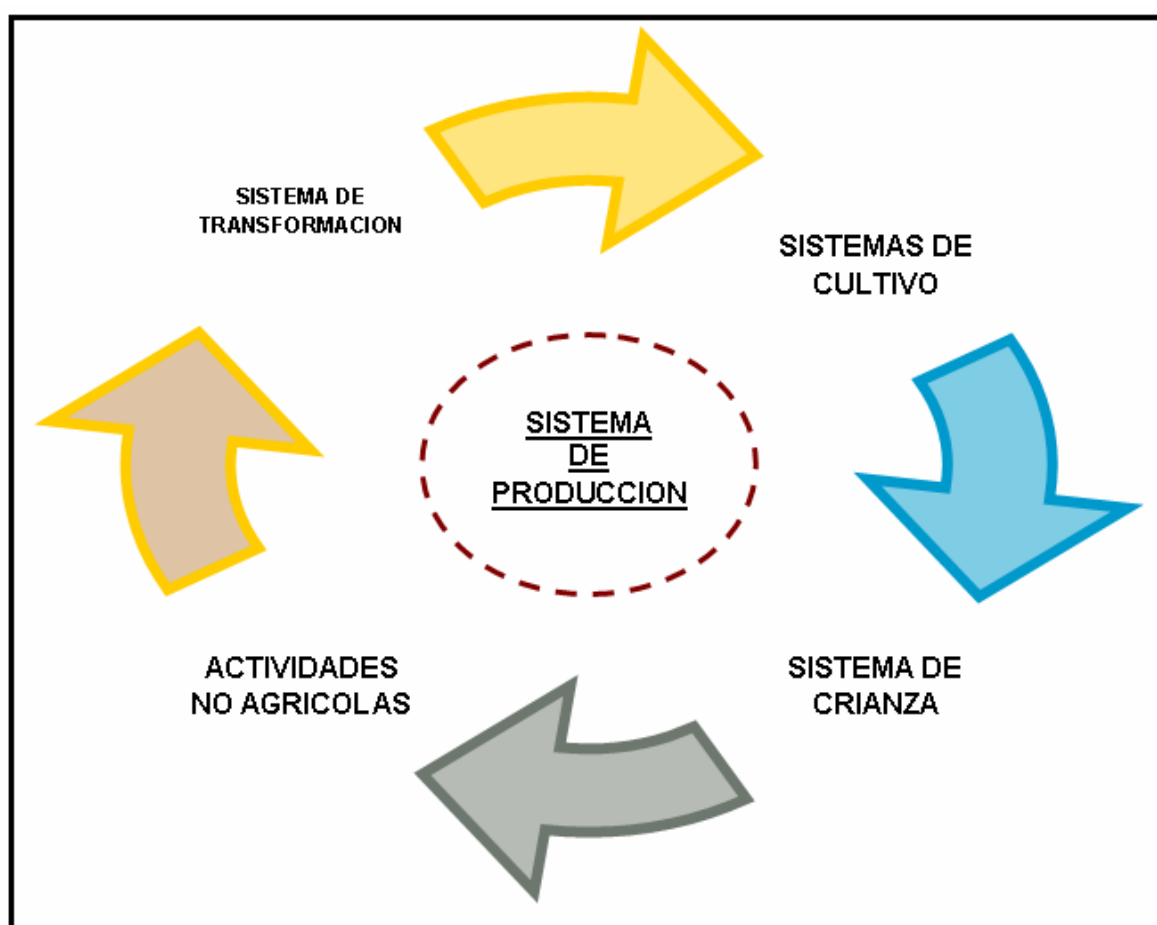 SISTEMA DE
TRANSFORMACION
SISTEMAS DE
CULTIVO
SISTEMA
DE
PRODUCCION
ACTIVIDADES
NO AGRICOLAS
SISTEMA DE
CRIANZA